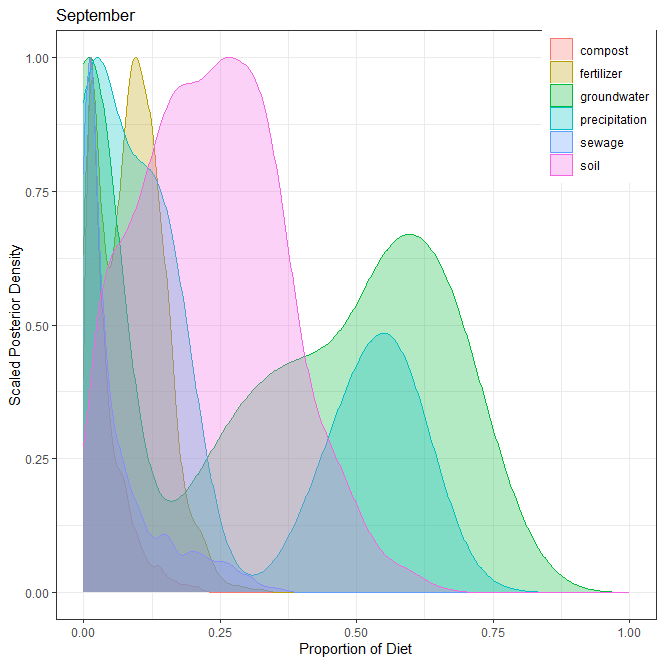 September
1.00
0.75
0.50
0.25
0.00
Scaled Posterior Density
compost
fertilizer
groundwater
precipitation
sewage
soil
0.00 0.25 0.50 0.75 1.00
Proportion of Diet